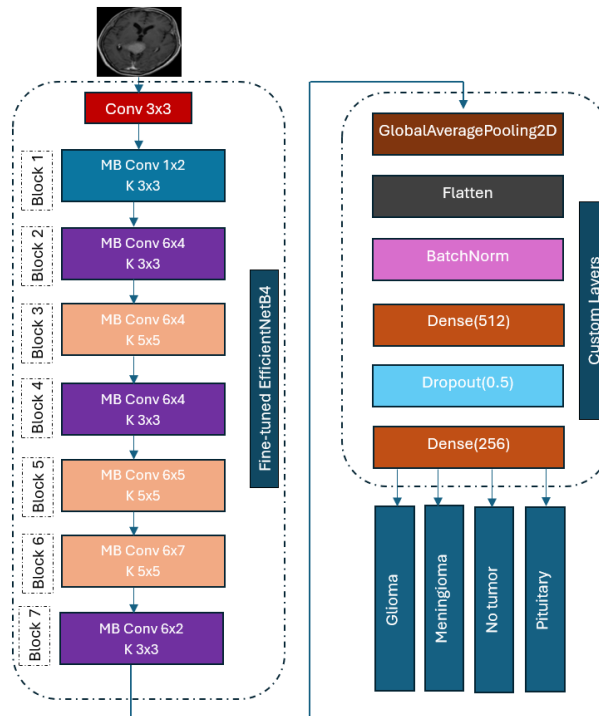 Conv 3x3
Block 1
MB Conv 1x2
K 3x3
Block 2
MB Conv 6x4
K 3x3
Block 3
MB Conv 6x4
K 5x5
Block 4
MB Conv 6x4
K 3x3
Block 5
MB Conv 6x5
K 5x5
Block 6
MB Conv 6x7
K 5x5
Block 7
MB Conv 6x2
K 3x3
Fine-tuned EfficientNetB4
GlobalAveragePooling2D
Flatten
BatchNorm
Dense(512)
Dropout(0.5)
Dense(256)
Custom Layers
Glioma
Meningioma
No tumor
Pituitary